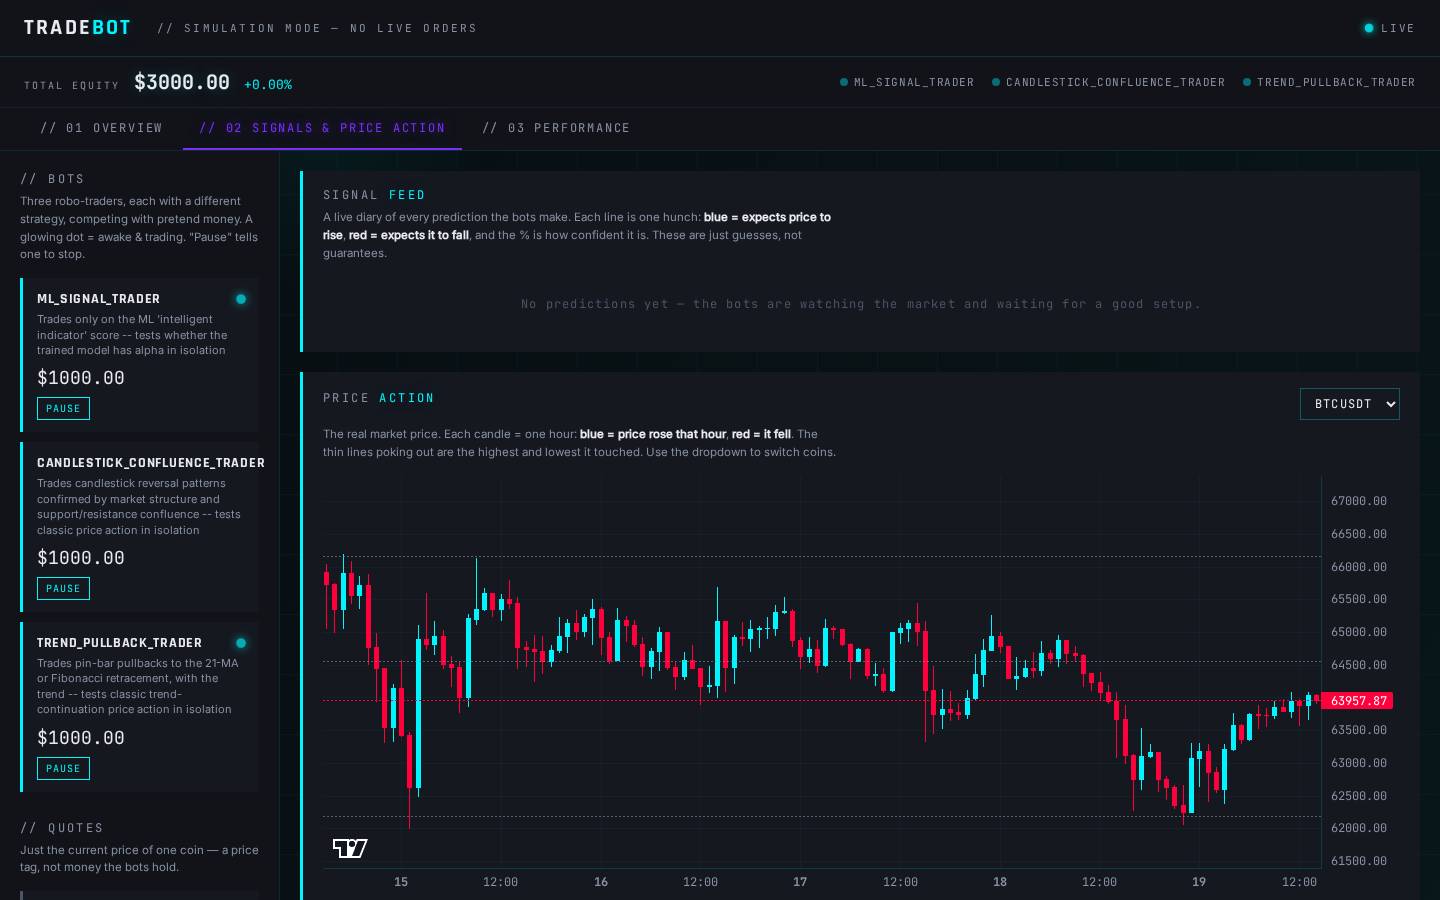 TRADEBOT // SIMULATION MODE — NO LIVE ORDERS LIVE
TOTAL EQUITY $3000.00 +0.00% ML_SIGNAL_TRADER CANDLESTICK_CONFLUENCE_TRADER TREND_PULLBACK_TRADER
// 01 OVERVIEW // 02 SIGNALS & PRICE ACTION // 03 PERFORMANCE
// BOTS
Three robo-traders, each with a different
strategy, competing with pretend money. A
glowing dot = awake & trading. "Pause" tells
one to stop.
ML_SIGNAL_TRADER
Trades only on the ML 'intelligent
indicator' score -- tests whether the
trained model has alpha in isolation
$1000.00
PAUSE
CANDLESTICK_CONFLUENCE_TRADER
Trades candlestick reversal patterns
confirmed by market structure and
support/resistance confluence -- tests
classic price action in isolation
$1000.00
PAUSE
TREND_PULLBACK_TRADER
Trades pin-bar pullbacks to the 21-MA
or Fibonacci retracement, with the
trend -- tests classic trend-
continuation price action in isolation
$1000.00
PAUSE
// QUOTES
Just the current price of one coin — a price
tag, not money the bots hold.
SIGNAL FEED
A live diary of every prediction the bots make. Each line is one hunch: blue = expects price to
rise, red = expects it to fall, and the % is how confident it is. These are just guesses, not
guarantees.
No predictions yet — the bots are watching the market and waiting for a good setup.
PRICE ACTION
BTCUSDT
The real market price. Each candle = one hour: blue = price rose that hour, red = it fell. The
thin lines poking out are the highest and lowest it touched. Use the dropdown to switch coins.
67000.00
66500.00
66000.00
65500.00
65000.00
64500.00
63957.87
63500.00
63000.00
62500.00
62000.00
61500.00
15 12:00 16 12:00 17 12:00 18 12:00 19 12:00